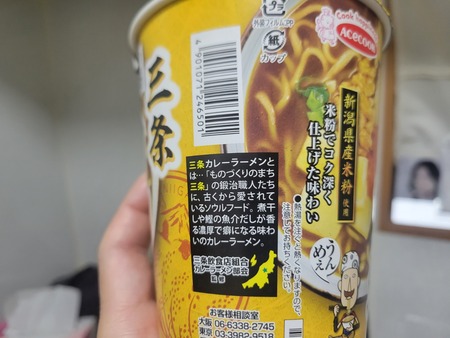 外装フィルム:PP
紙
カップ
Cook
ACECOOK
4901071246501
三条
新潟県産米粉使用
米粉でコク深く
仕上げた味わい
三条カレーラーメンと
は…「ものづくりのまち
三条」の鍛冶職人たち
に、古くから愛されて
いるソウルフード。煮干
しや鰹の魚介だしが香
る濃厚で癖になる味わ
いのカレーラーメン。
三条飲食店組合
カレーラーメン部会
監修
●熱湯を注ぐと熱くなりますので、
注意してお持ちください。
うんめぇ
お客様相談室
大阪 06-6338-2745
東京 03-3982-9518